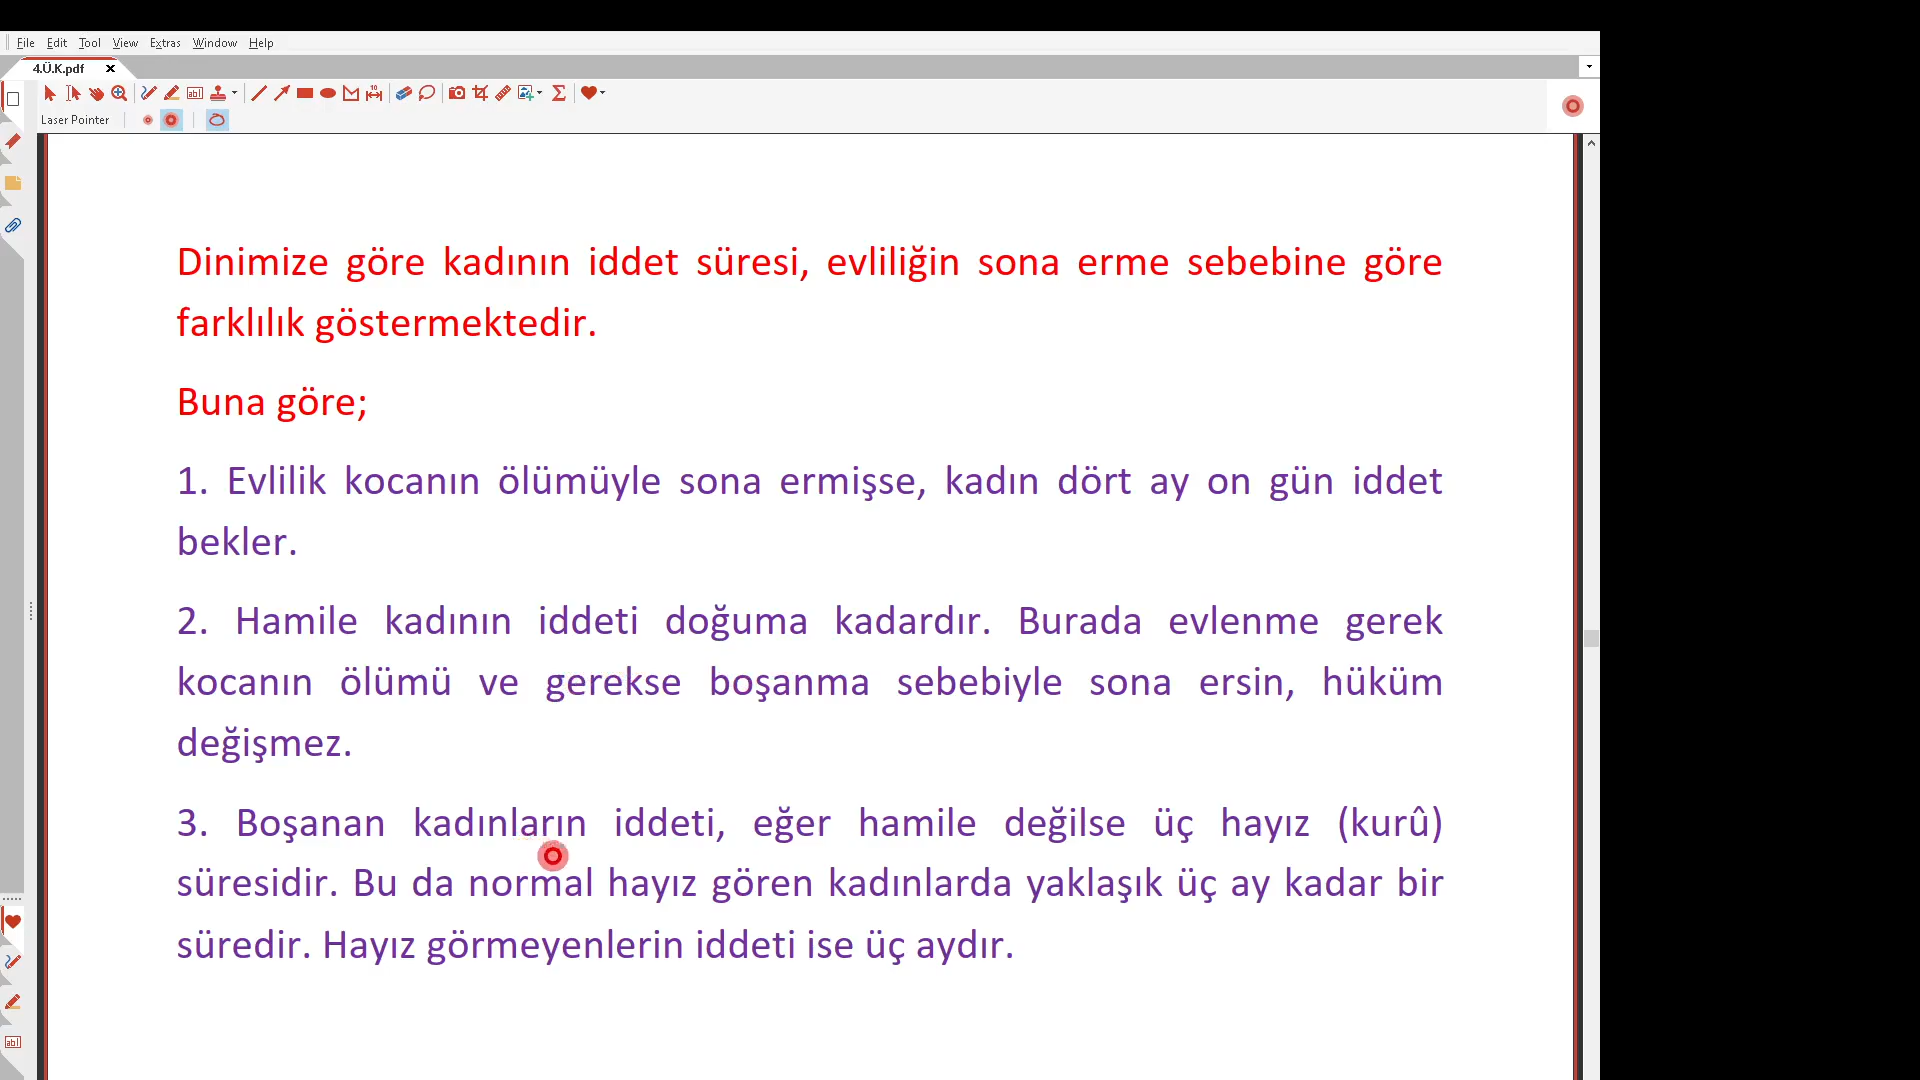 File Edit Tool View Extras Window Help
4.Ü.K.pdf
Laser Pointer
Dinimize göre kadının iddet süresi, evliliğin sona erme sebebine göre
farklılık göstermektedir.
Buna göre;
1. Evlilik kocanın ölümüyle sona ermişse, kadın dört ay on gün iddet
bekler.
2. Hamile kadının iddeti doğuma kadardır. Burada evlenme gerek
kocanın ölümü ve gerekse boşanma sebebiyle sona ersin, hüküm
değişmez.
3. Boşanan kadınların iddeti, eğer hamile değilse üç hayız (kurû)
süresidir. Bu da normal hayız gören kadınlarda yaklaşık üç ay kadar bir
süredir. Hayız görmeyenlerin iddeti ise üç aydır.